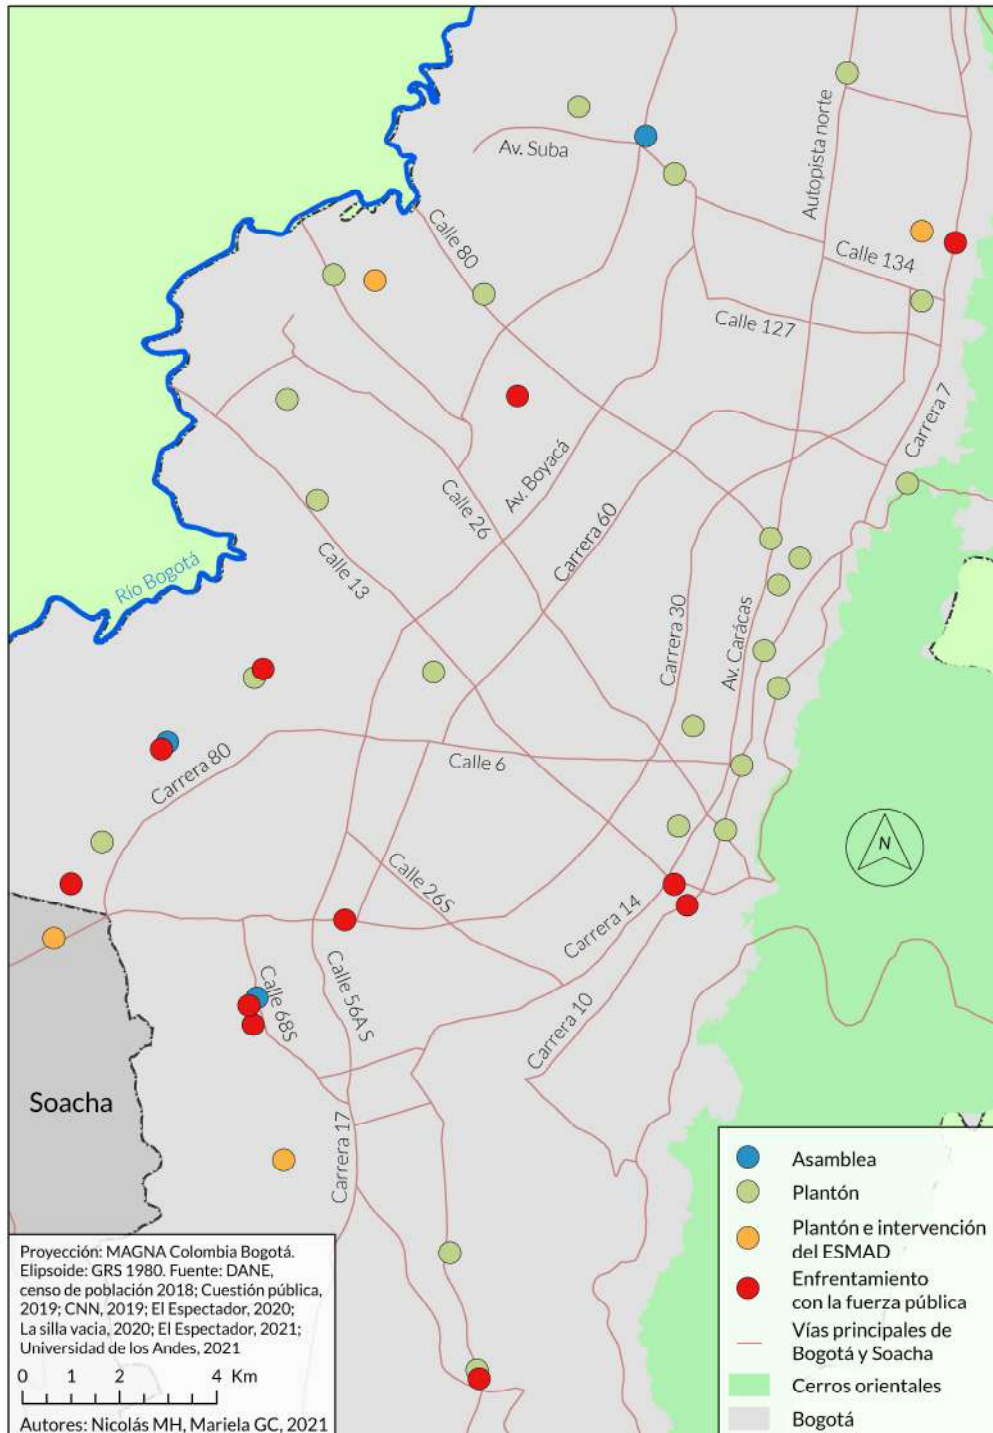 Av. Suba
Autopista norte
Calle 80
Calle 134
Calle 127
Carrera 7
Av. Boyacá
Calle 26
Carrera 60
Calle 13
Río Bogotá
Carrera 30
Av. Carácas
Carrera 80
Calle 6
N
Calle 26S
Carrera 14
Calle 68S
Calle 56A S
Carrera 10
Soacha
Carrera 17
Asamblea
Plantón
Plantón e intervención
del ESMAD
Enfrentamiento
con la fuerza pública
Vías principales de
Bogotá y Soacha
Cerros orientales
Bogotá
Proyección: MAGNA Colombia Bogotá.
Elipsoide: GRS 1980. Fuente: DANE,
censo de población 2018; Cuestión pública,
2019; CNN, 2019; El Espectador, 2020;
La silla vacia, 2020; El Espectador, 2021;
Universidad de los Andes, 2021
0 1 2 4 Km
Autores: Nicolás MH, Mariela GC, 2021